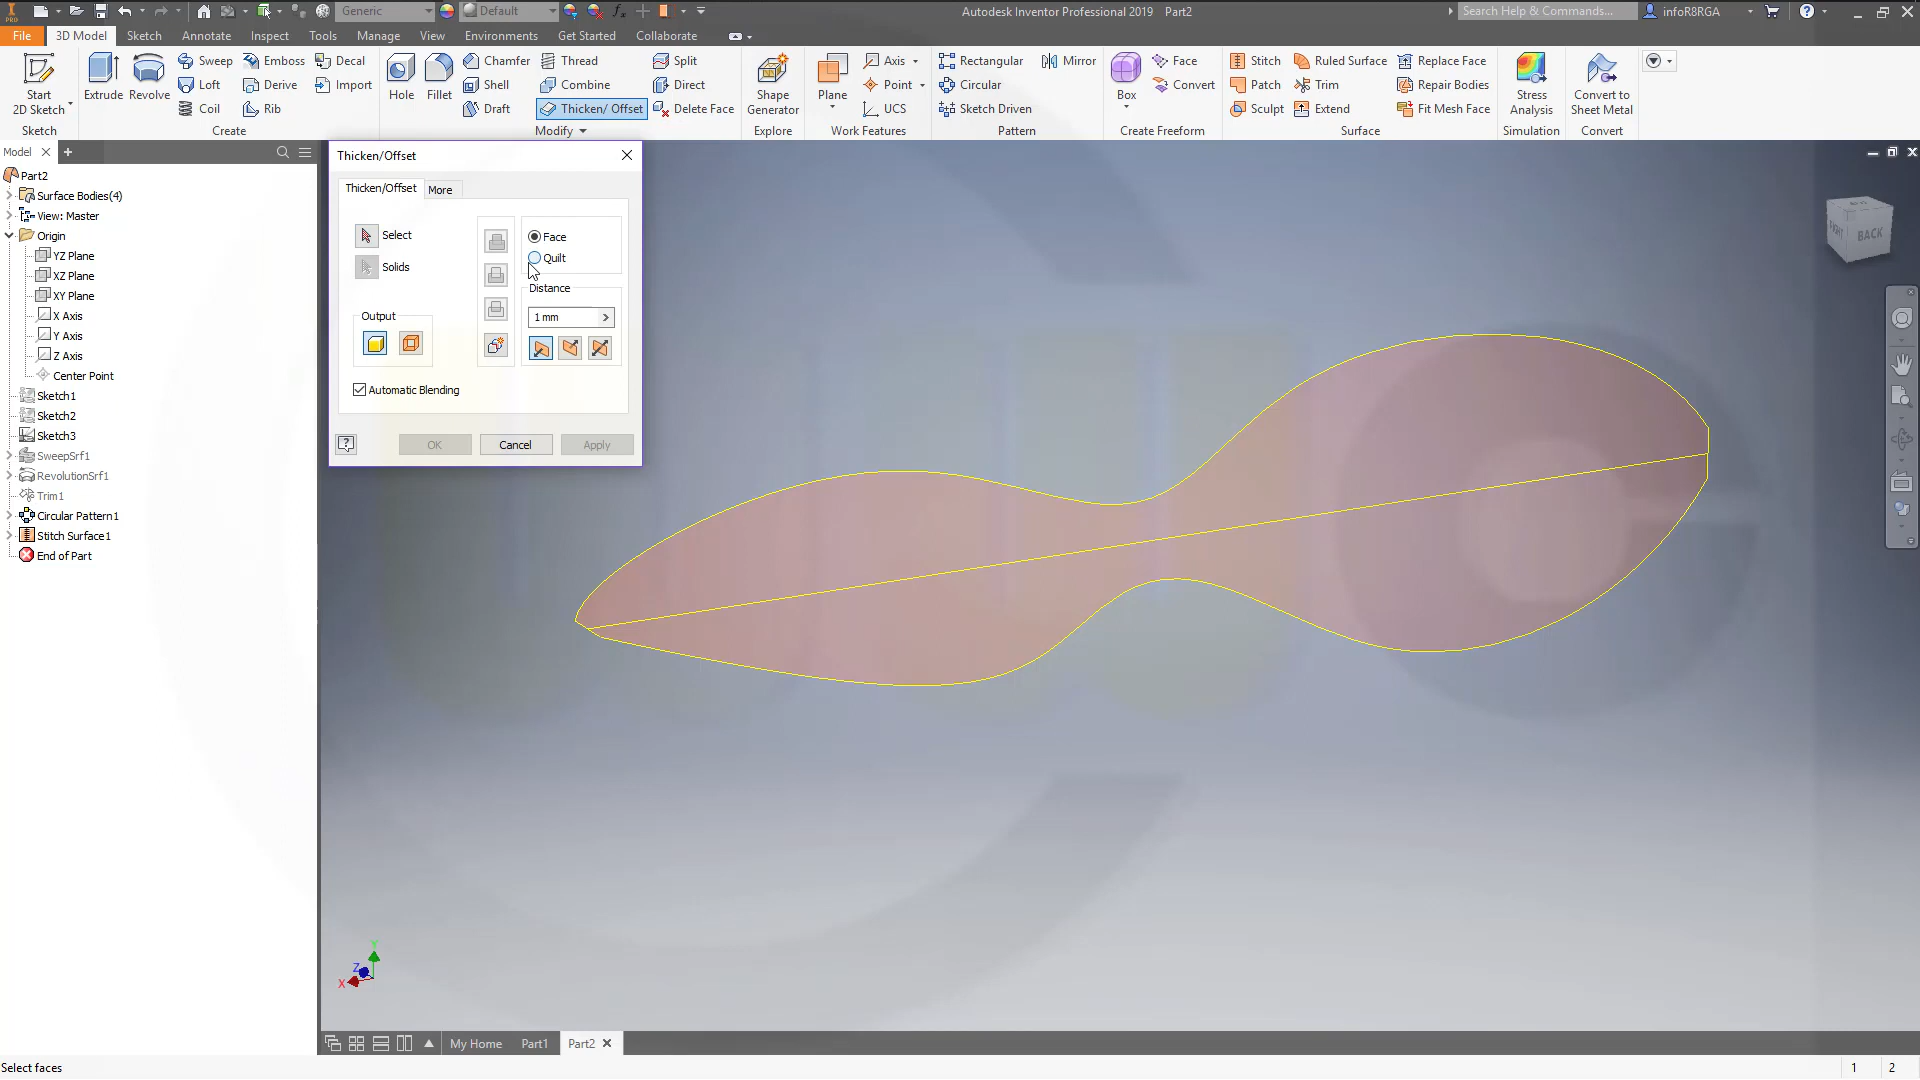 PRO
Generic
Default
Autodesk Inventor Professional 2019 Part2
Search Help & Commands...
infoR8RGA
File
3D Model
Sketch
Annotate
Inspect
Tools
Manage
View
Environments
Get Started
Collaborate
Start
2D Sketch
Extrude
Revolve
Sweep
Loft
Coil
Emboss
Derive
Rib
Decal
Import
Hole
Fillet
Chamfer
Shell
Draft
Thread
Combine
Thicken/ Offset
Split
Direct
Delete Face
Shape
Generator
Plane
Axis
Point
UCS
Rectangular
Circular
Sketch Driven
Mirror
Box
Face
Convert
Stitch
Patch
Sculpt
Ruled Surface
Trim
Extend
Replace Face
Repair Bodies
Fit Mesh Face
Stress
Analysis
Convert to
Sheet Metal
Sketch
Create
Modify
Explore
Work Features
Pattern
Create Freeform
Surface
Simulation
Convert
Model
Part2
Surface Bodies(4)
View: Master
Origin
YZ Plane
XZ Plane
XY Plane
X Axis
Y Axis
Z Axis
Center Point
Sketch1
Sketch2
Sketch3
SweepSrf1
RevolutionSrf1
Trim1
Circular Pattern1
Stitch Surface1
End of Part
Thicken/Offset
Thicken/Offset
More
Select
Solids
Face
Quilt
Distance
1 mm
Output
Automatic Blending
OK
Cancel
Apply
BACK
Y
Z
X
My Home
Part1
Part2
Select faces
1
2